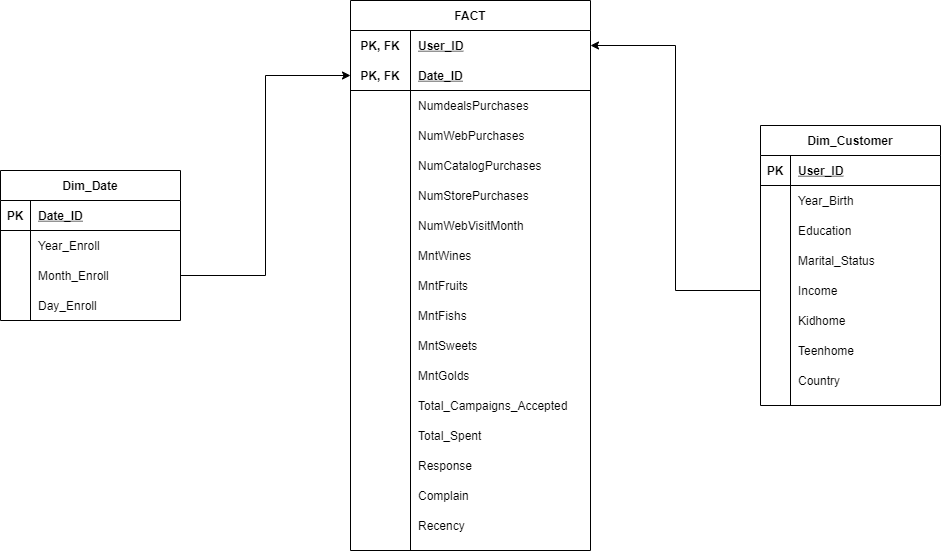 FACT
PK, FK User_ID
PK, FK Date_ID
NumdealsPurchases
NumWebPurchases
NumCatalogPurchases
NumStorePurchases
NumWebVisitMonth
MntWines
MntFruits
MntFishs
MntSweets
MntGolds
Total_Campaigns_Accepted
Total_Spent
Response
Complain
Recency
Dim_Date
PK Date_ID
Year_Enroll
Month_Enroll
Day_Enroll
Dim_Customer
PK User_ID
Year_Birth
Education
Marital_Status
Income
Kidhome
Teenhome
Country